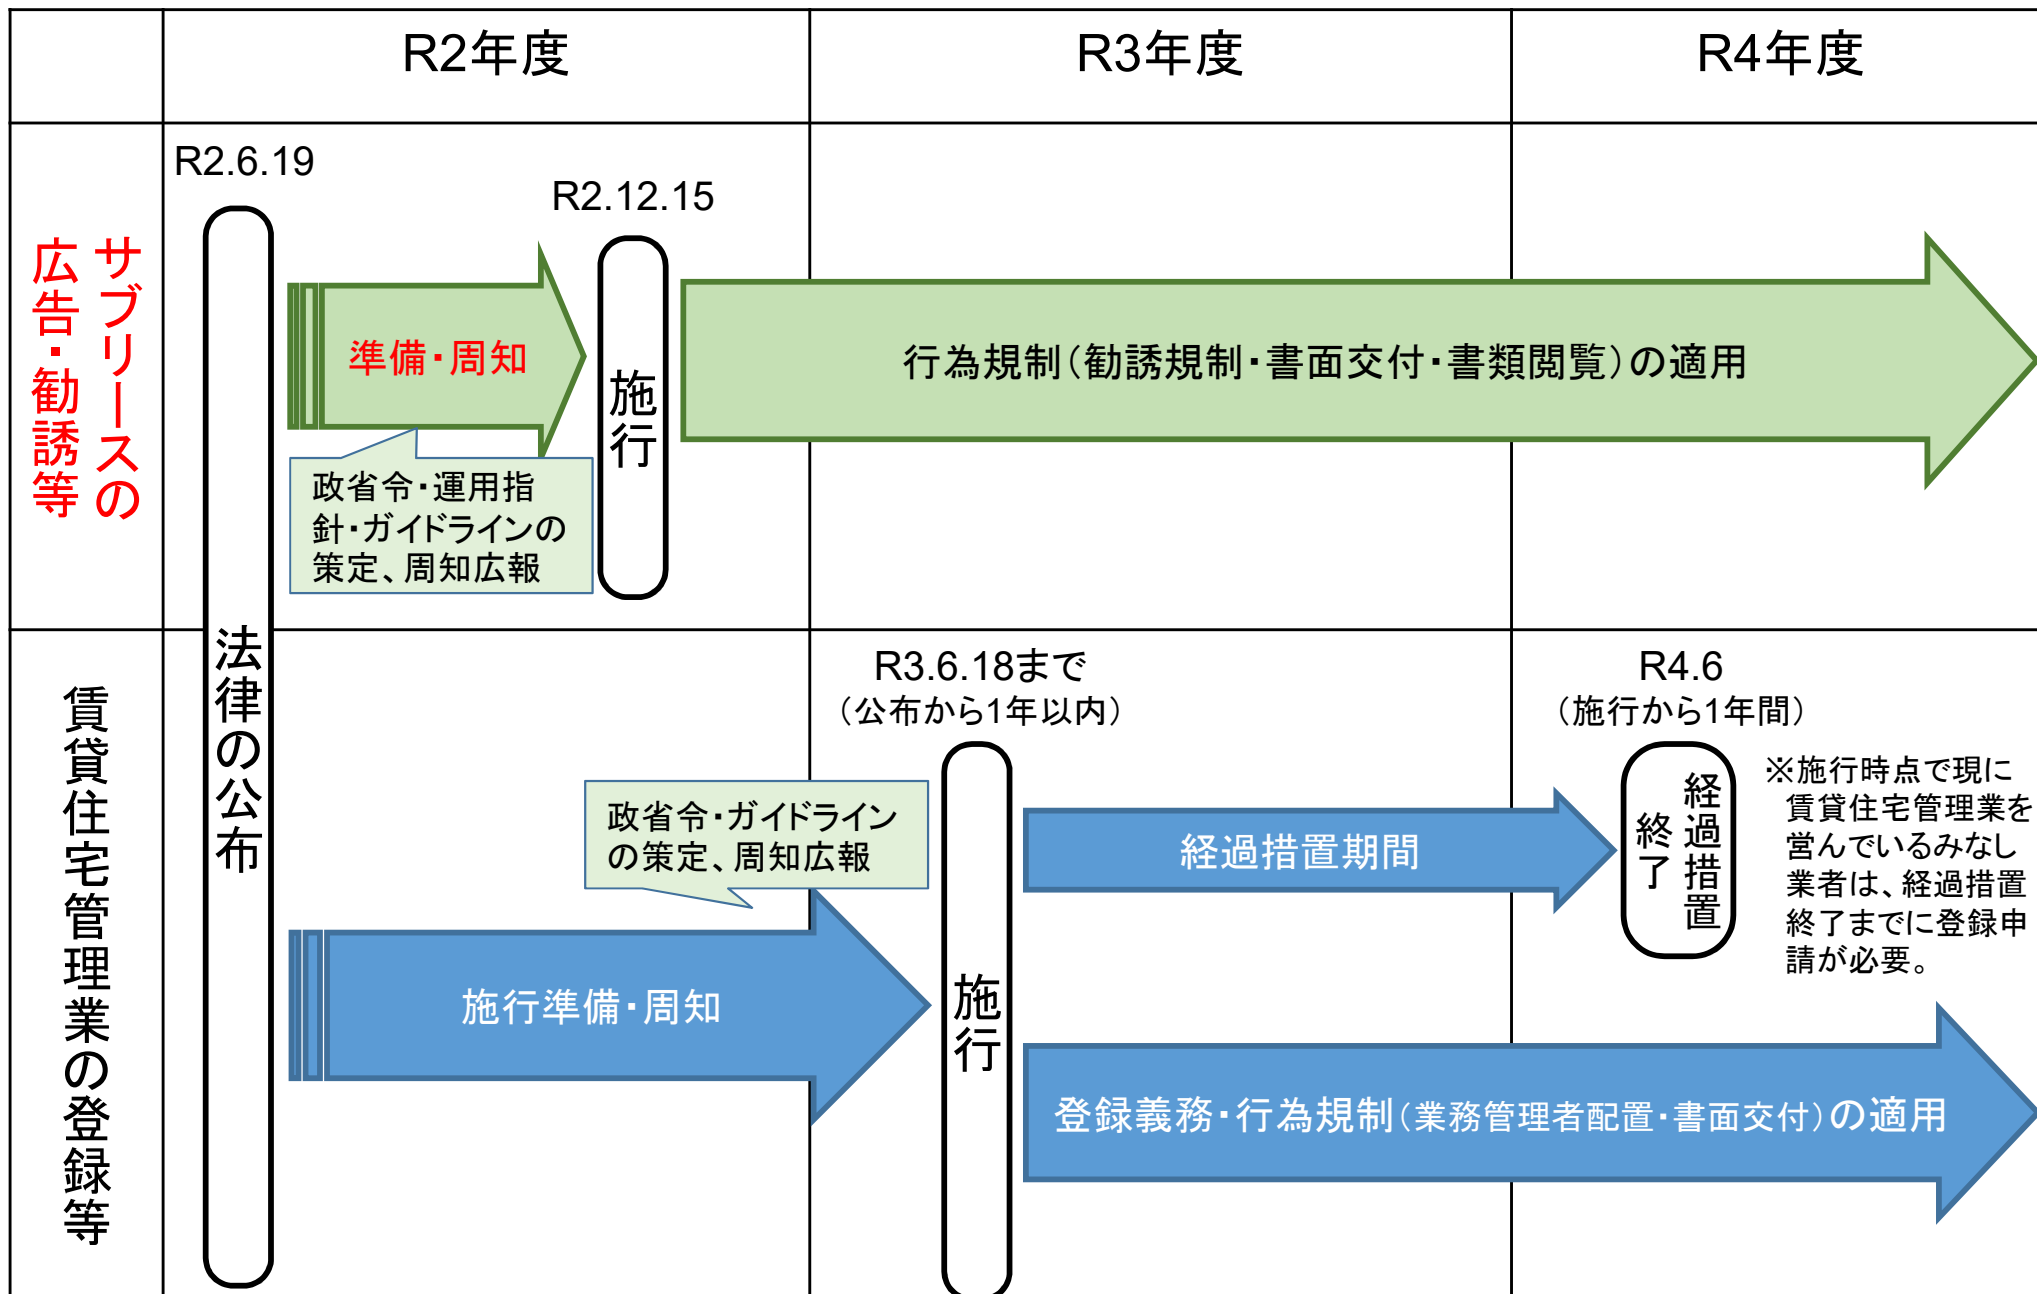 R2年度
R3年度
R4年度
サブリースの
広告・勧誘等
R2.6.19
法律の公布
準備・周知
政省令・運用指
針・ガイドラインの
策定、周知広報
R2.12.15
施行
行為規制（勧誘規制・書面交付・書類閲覧）の適用
賃貸住宅管理業の登録等
施行準備・周知
政省令・ガイドライン
の策定、周知広報
R3.6.18まで
（公布から1年以内）
施行
経過措置期間
R4.6
（施行から1年間）
経過措置
終了
※施行時点で現に
賃貸住宅管理業を
営んでいるみなし
業者は、経過措置
終了までに登録申
請が必要。
登録義務・行為規制（業務管理者配置・書面交付）の適用